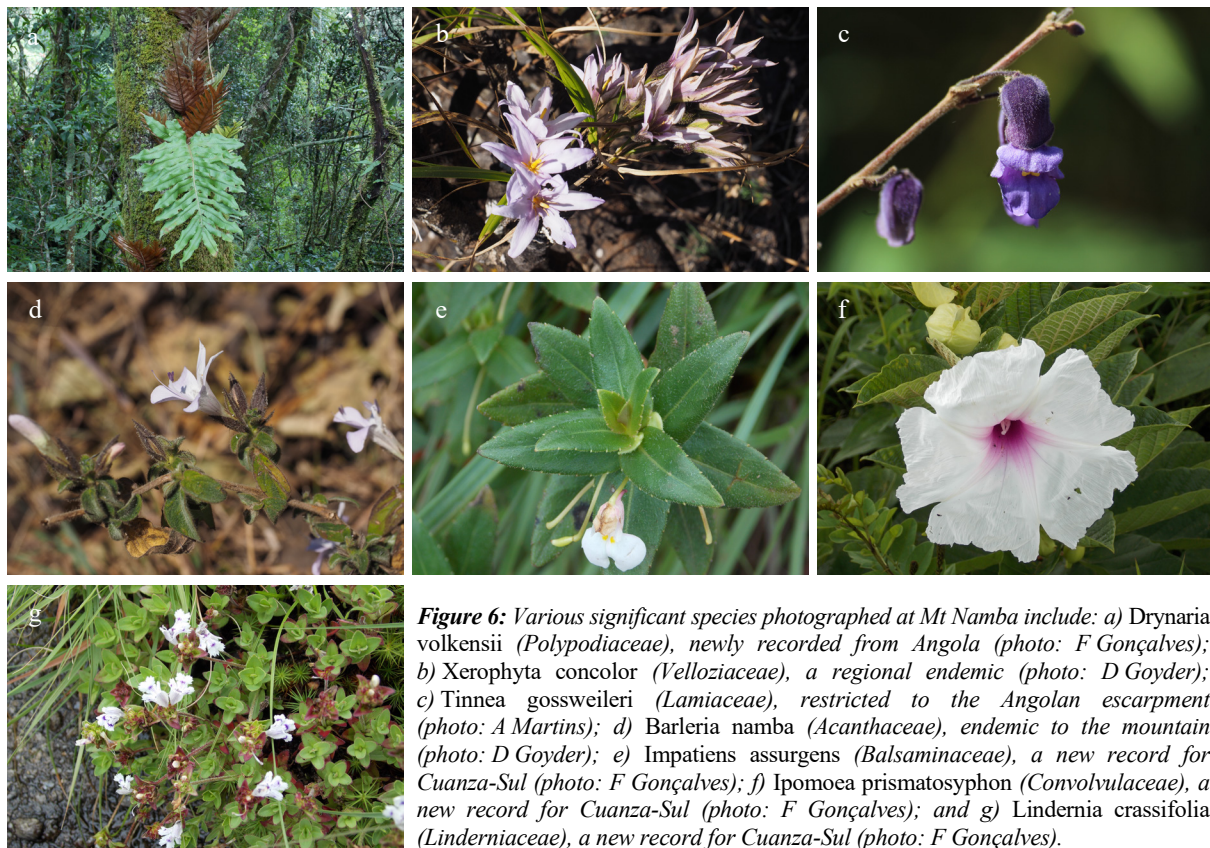 a
b
c
d
e
f
g
Figure 6: Various significant species photographed at Mt Namba include: a) Drynaria
volkensii (Polypodiaceae), newly recorded from Angola (photo: F Gonçalves);
b) Xerophyta concolor (Velloziaceae), a regional endemic (photo: D Goyder);
c) Tinnea gossweileri (Lamiaceae), restricted to the Angolan escarpment
(photo: A Martins); d) Barleria namba (Acanthaceae), endemic to the mountain
(photo: D Goyder); e) Impatiens assurgens (Balsaminaceae), a new record for
Cuanza-Sul (photo: F Gonçalves); f) Ipomoea prismatosyphon (Convolvulaceae), a
new record for Cuanza-Sul (photo: F Gonçalves); and g) Lindernia crassifolia
(Linderniaceae), a new record for Cuanza-Sul (photo: F Gonçalves).